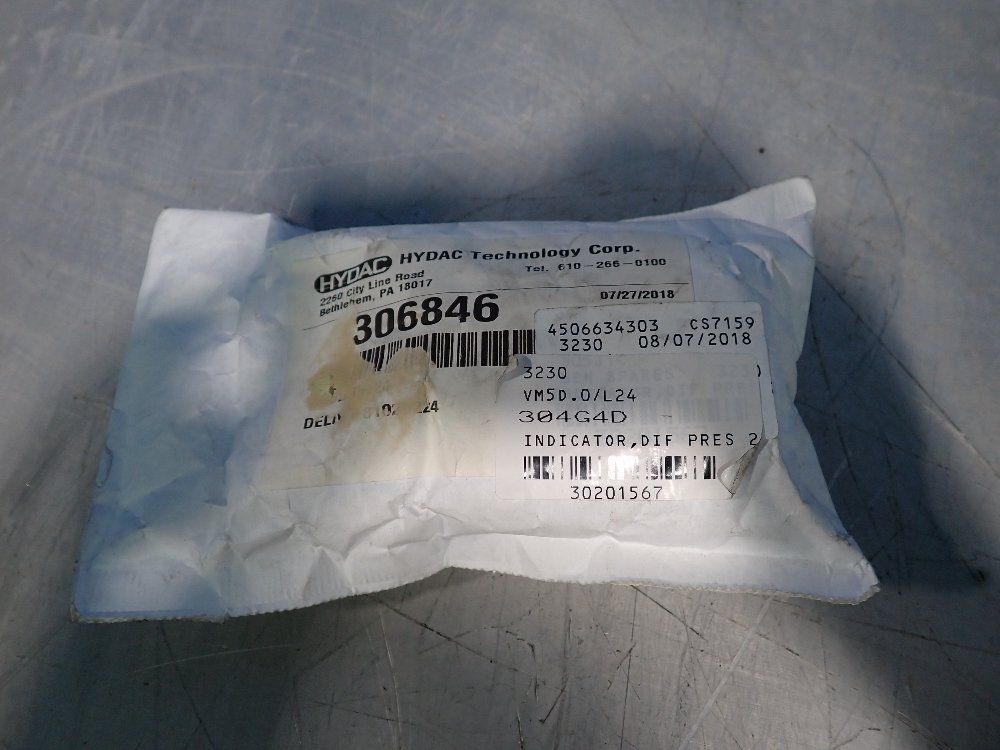 HYDAC HYDAC Technology Corp.
2260 City Line Road
Bethlehem, PA 18017
Tel. 610-266-0100
07/27/2018
306846
4506634303 CS7159
3230 08/07/2018
3230
VM5D.0/L24
304G4D
INDICATOR,DIF PRES 2
30201567